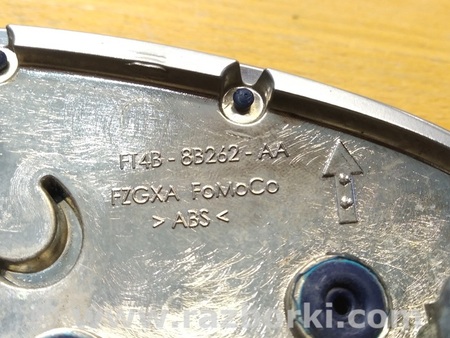 FT4B - 8B262 - AA
FZGXA FoMoCo
> ABS <
www.razborki.com